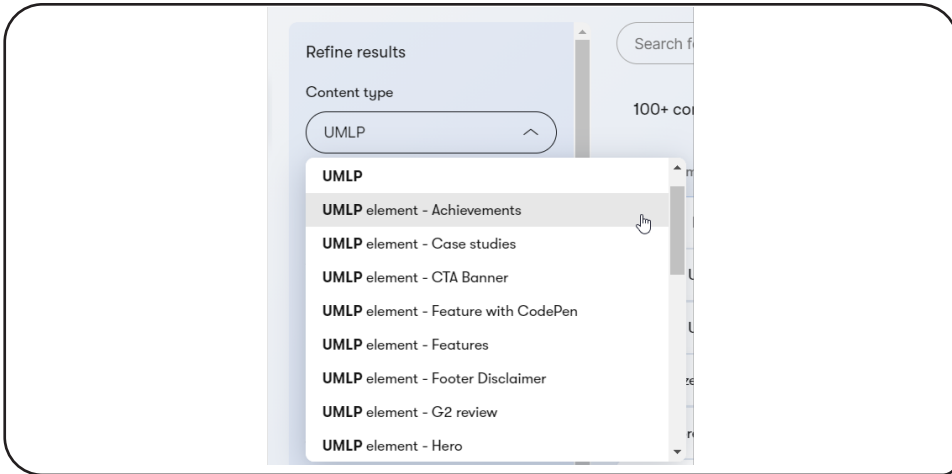 Refine results
Search f
Content type
100+ co
UMLP
UMLP
UMLP element - Achievements
UMLP element - Case studies
UMLP element - CTA Banner
UMLP element - Feature with CodePen
UMLP element - Features
UMLP element - Footer Disclaimer
UMLP element - G2 review
UMLP element - Hero